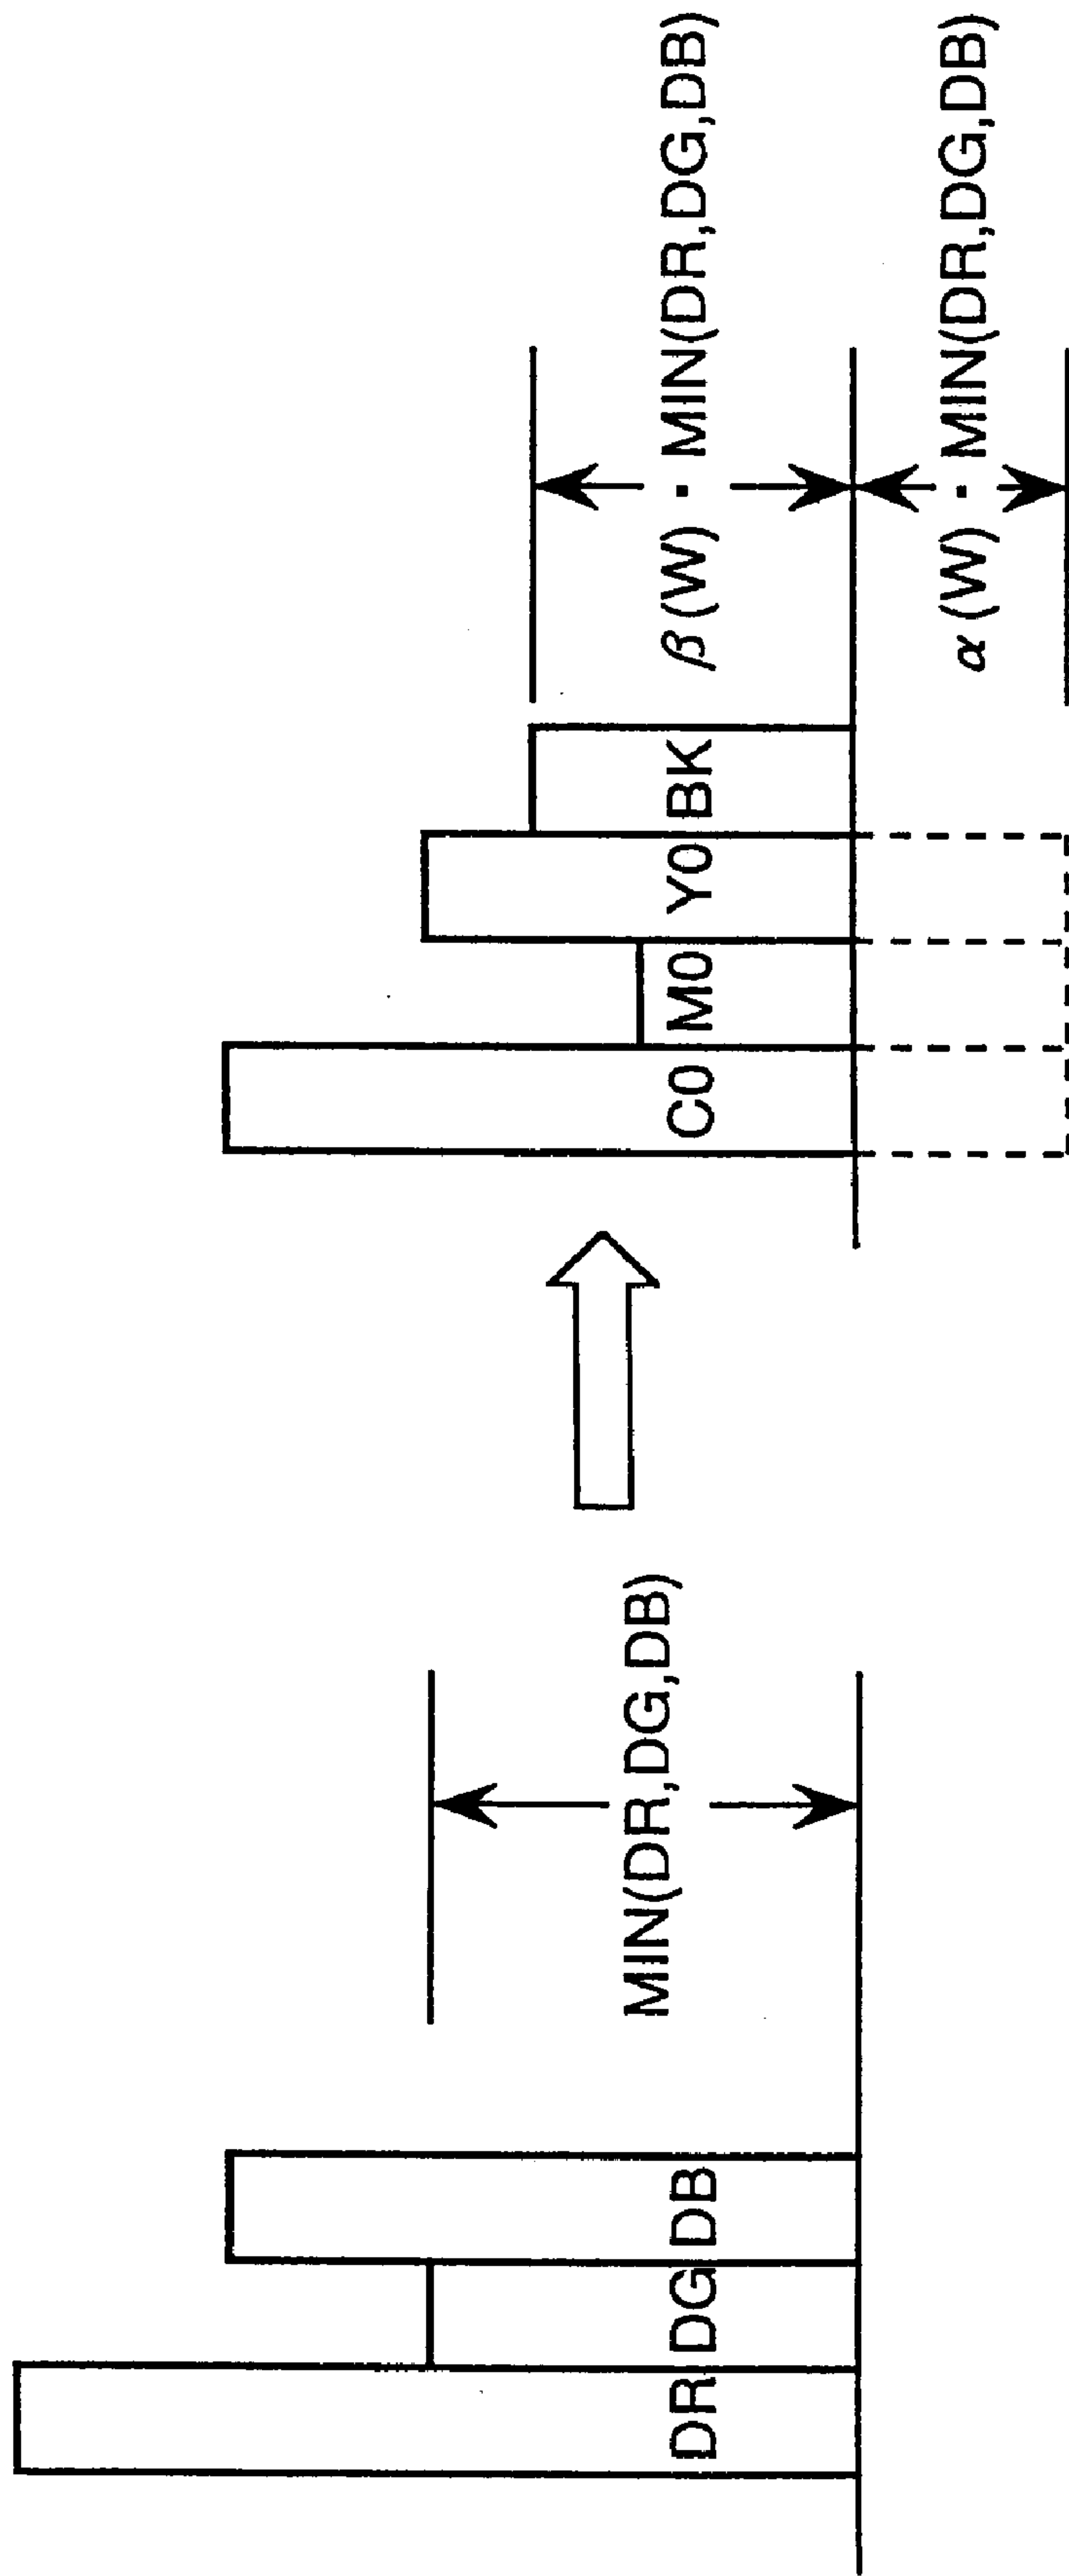 DR DG DB
MIN(DR,DG,DB)
C0 M0 Y0 BK
β(W) · MIN(DR,DG,DB)
α(W) · MIN(DR,DG,DB)